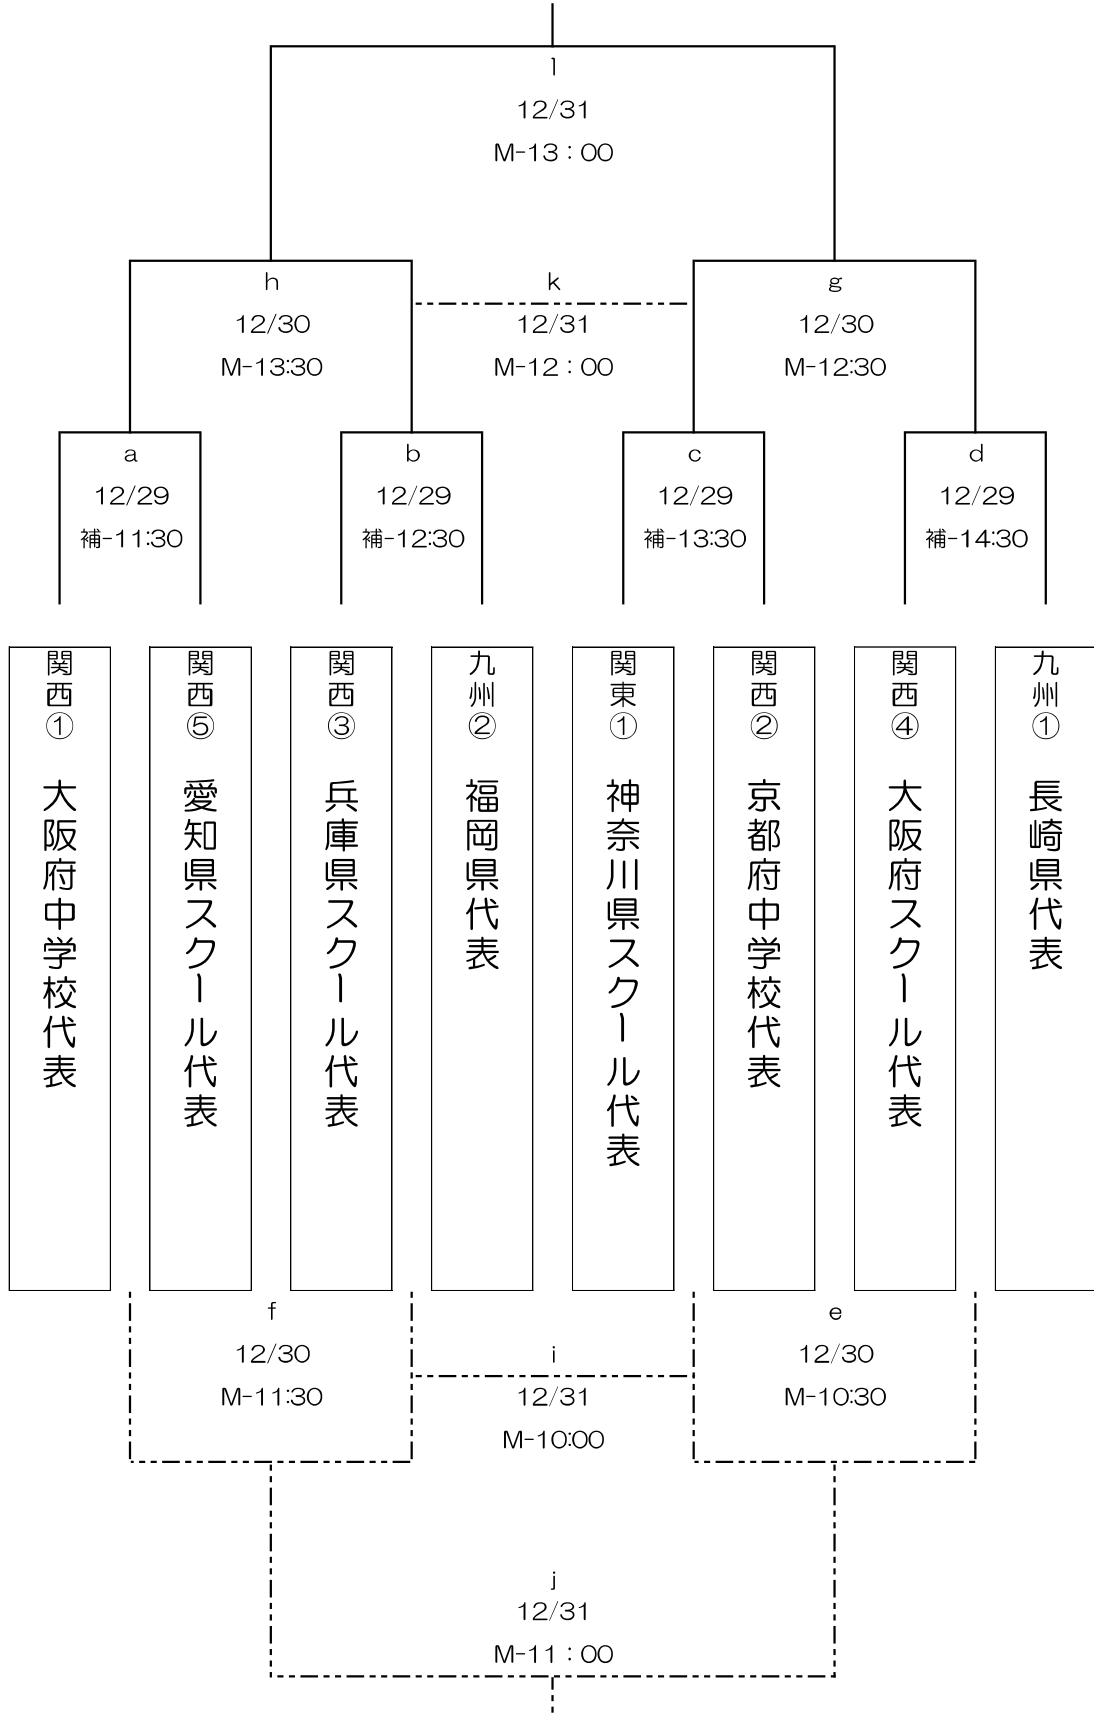 l
12/31
M-13：00
h
12/30
M-13:30
k
12/31
M-12：00
g
12/30
M-12:30
a
12/29
補-11:30
b
12/29
補-12:30
c
12/29
補-13:30
d
12/29
補-14:30
関西① 大阪府中学校代表
関西⑤ 愛知県スクール代表
関西③ 兵庫県スクール代表
九州② 福岡県代表
関東① 神奈川県スクール代表
関西② 京都府中学校代表
関西④ 大阪府スクール代表
九州① 長崎県代表
f
12/30
M-11:30
i
12/31
M-10:00
e
12/30
M-10:30
j
12/31
M-11：00